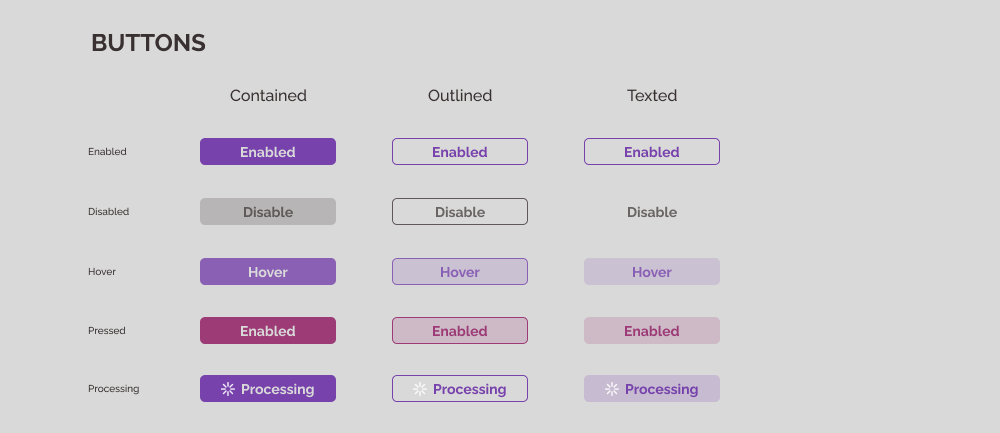 BUTTONS
Contained Outlined Texted
Enabled Enabled Enabled Enabled
Disabled Disable Disable Disable
Hover Hover Hover Hover
Pressed Enabled Enabled Enabled
Processing Processing Processing Processing